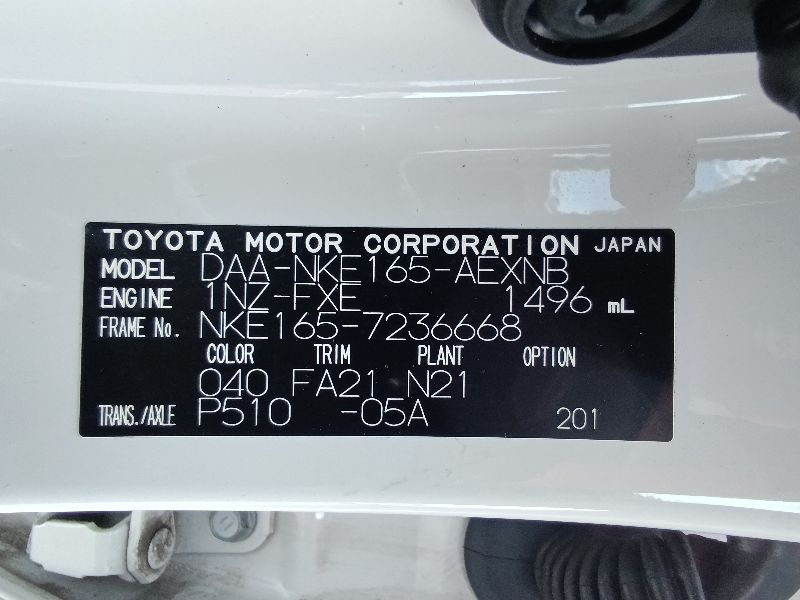 TOYOTA MOTOR CORPORATION JAPAN
MODEL DAA-NKE165-AEXNB
ENGINE 1NZ-FXE 1496 mL
FRAME No. NKE165-7236668
COLOR TRIM PLANT OPTION
040 FA21 N21
TRANS./AXLE P510 -05A 201